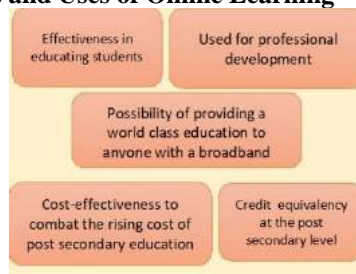 and Uses of Online Learning
Effectiveness in
educating students
Used for professional
development
Possibility of providing a
world class education to
anyone with a broadband
Cost-effectiveness to
combat the rising cost of
post secondary education
Credit equivalency
at the post
secondary level